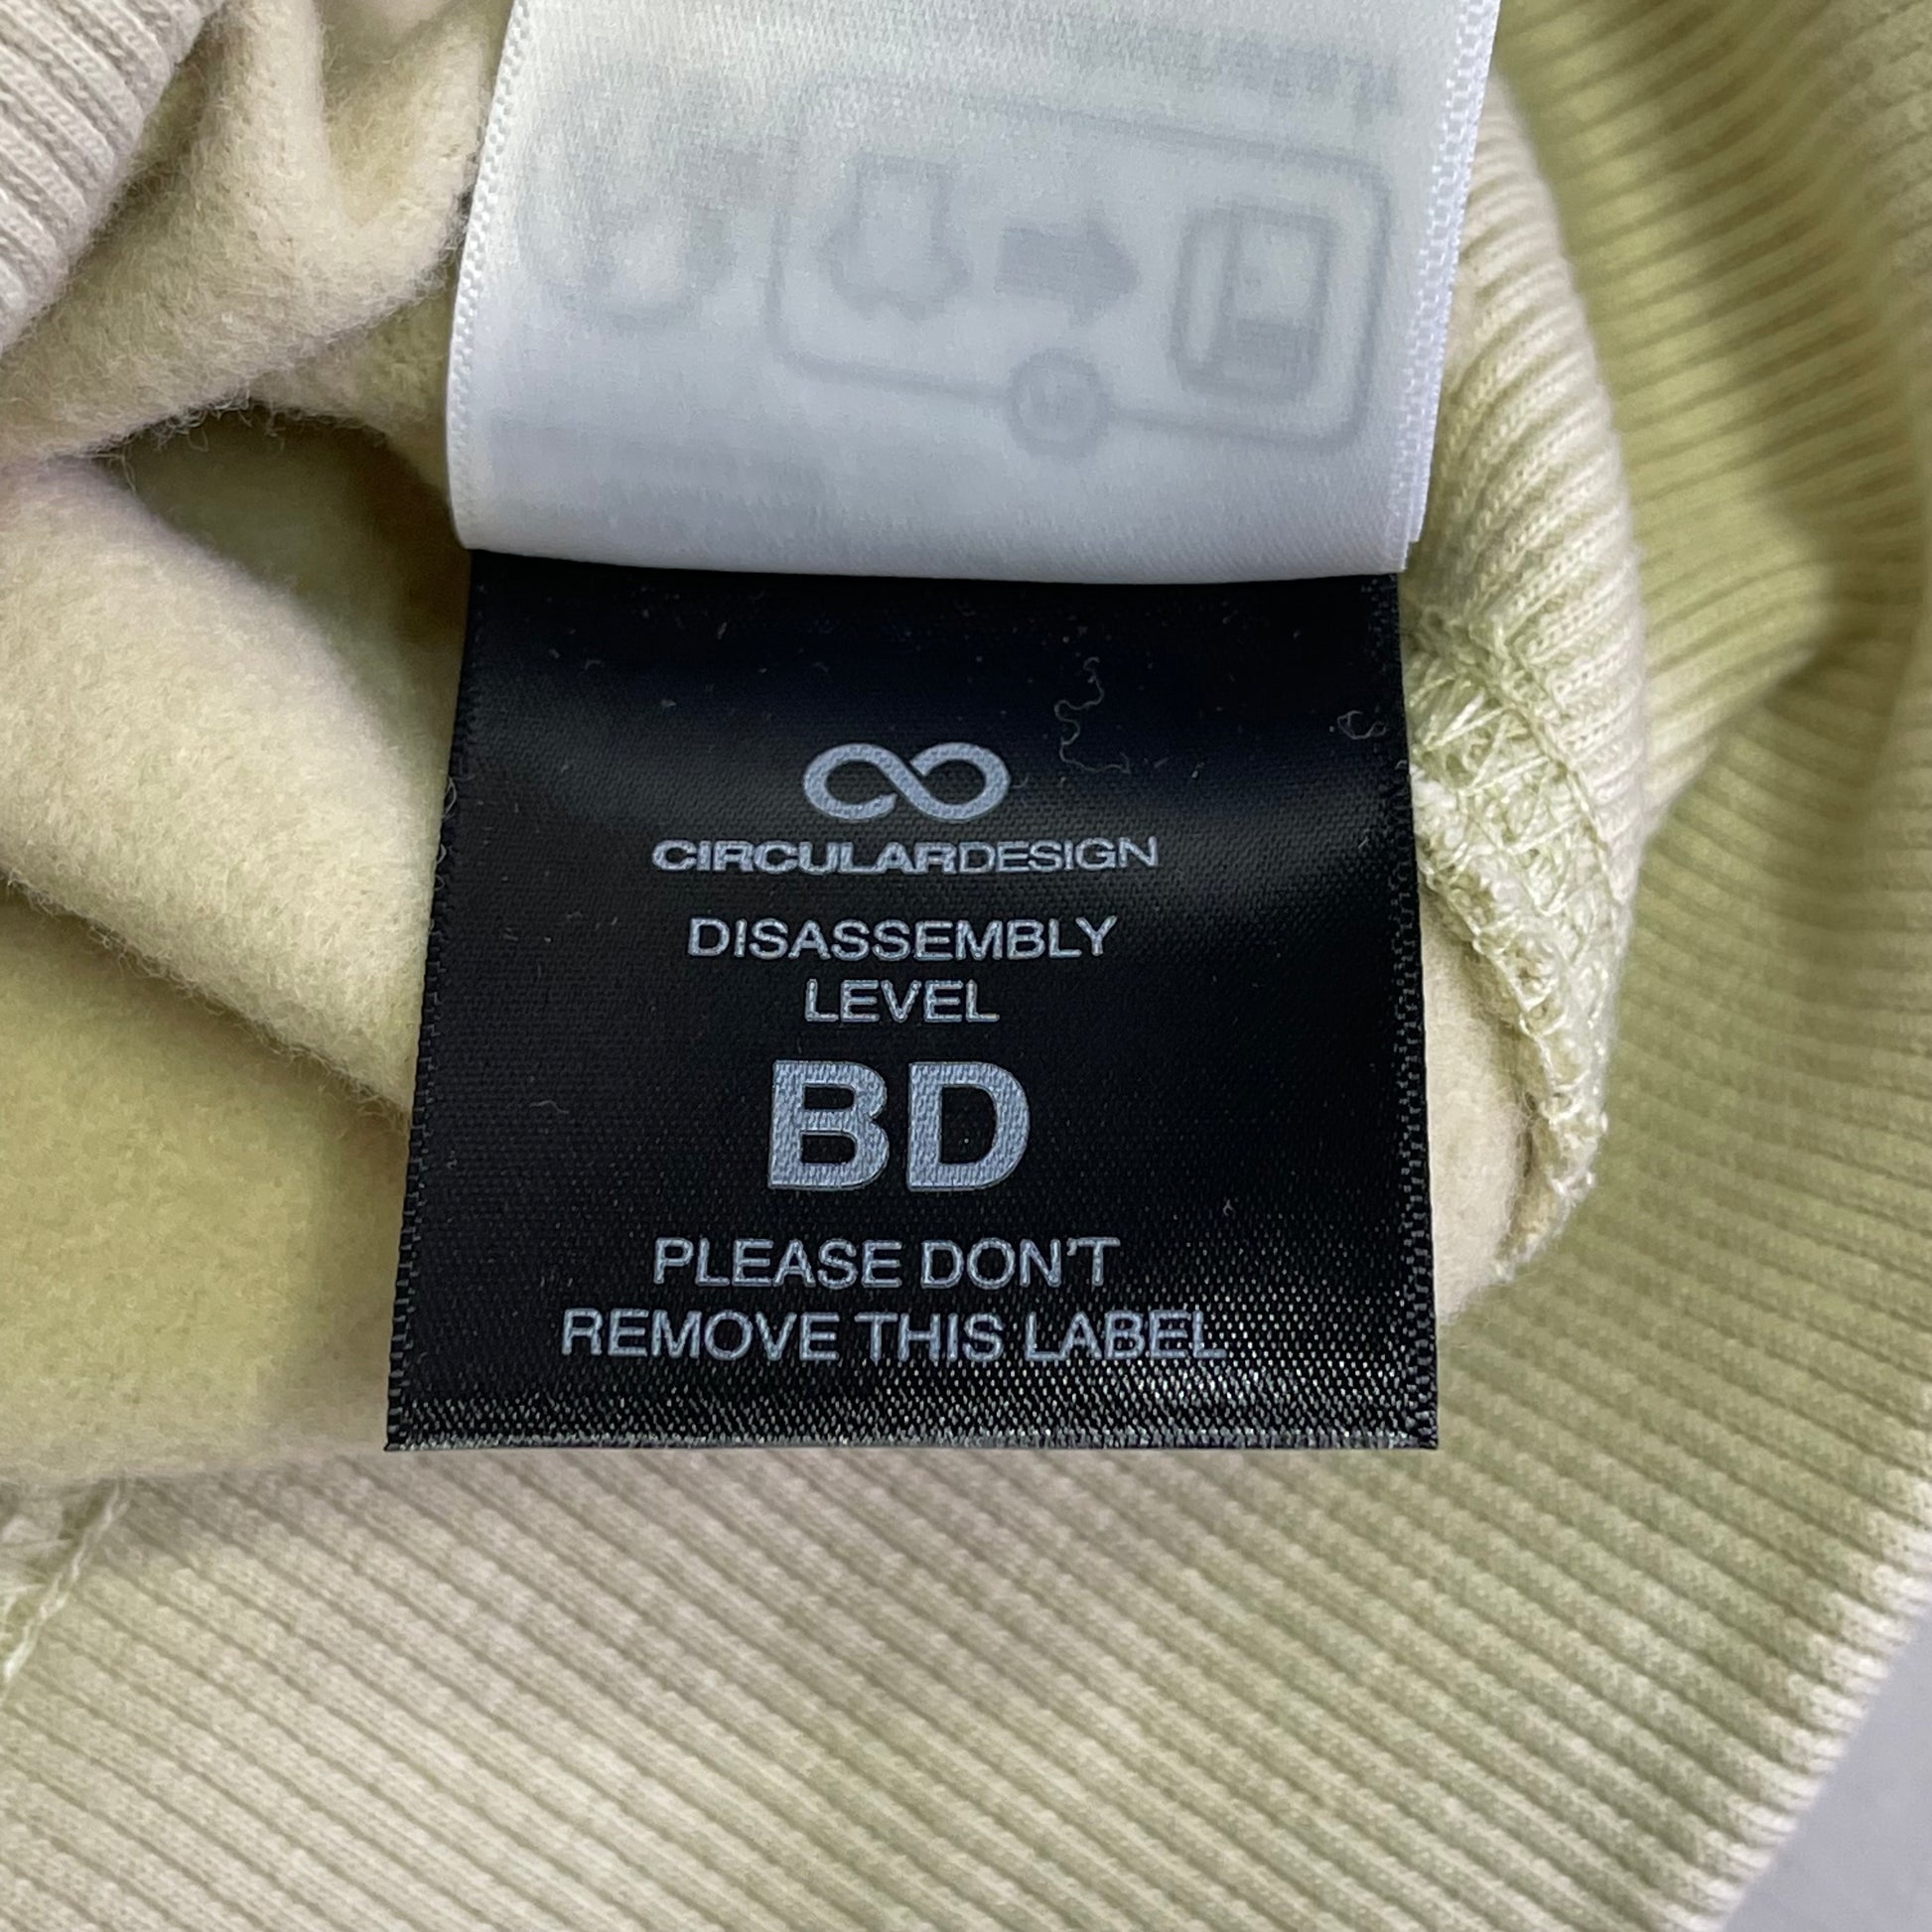 CIRCULARDESIGN
DISASSEMBLY
LEVEL
BD
PLEASE DON'T
REMOVE THIS LABEL